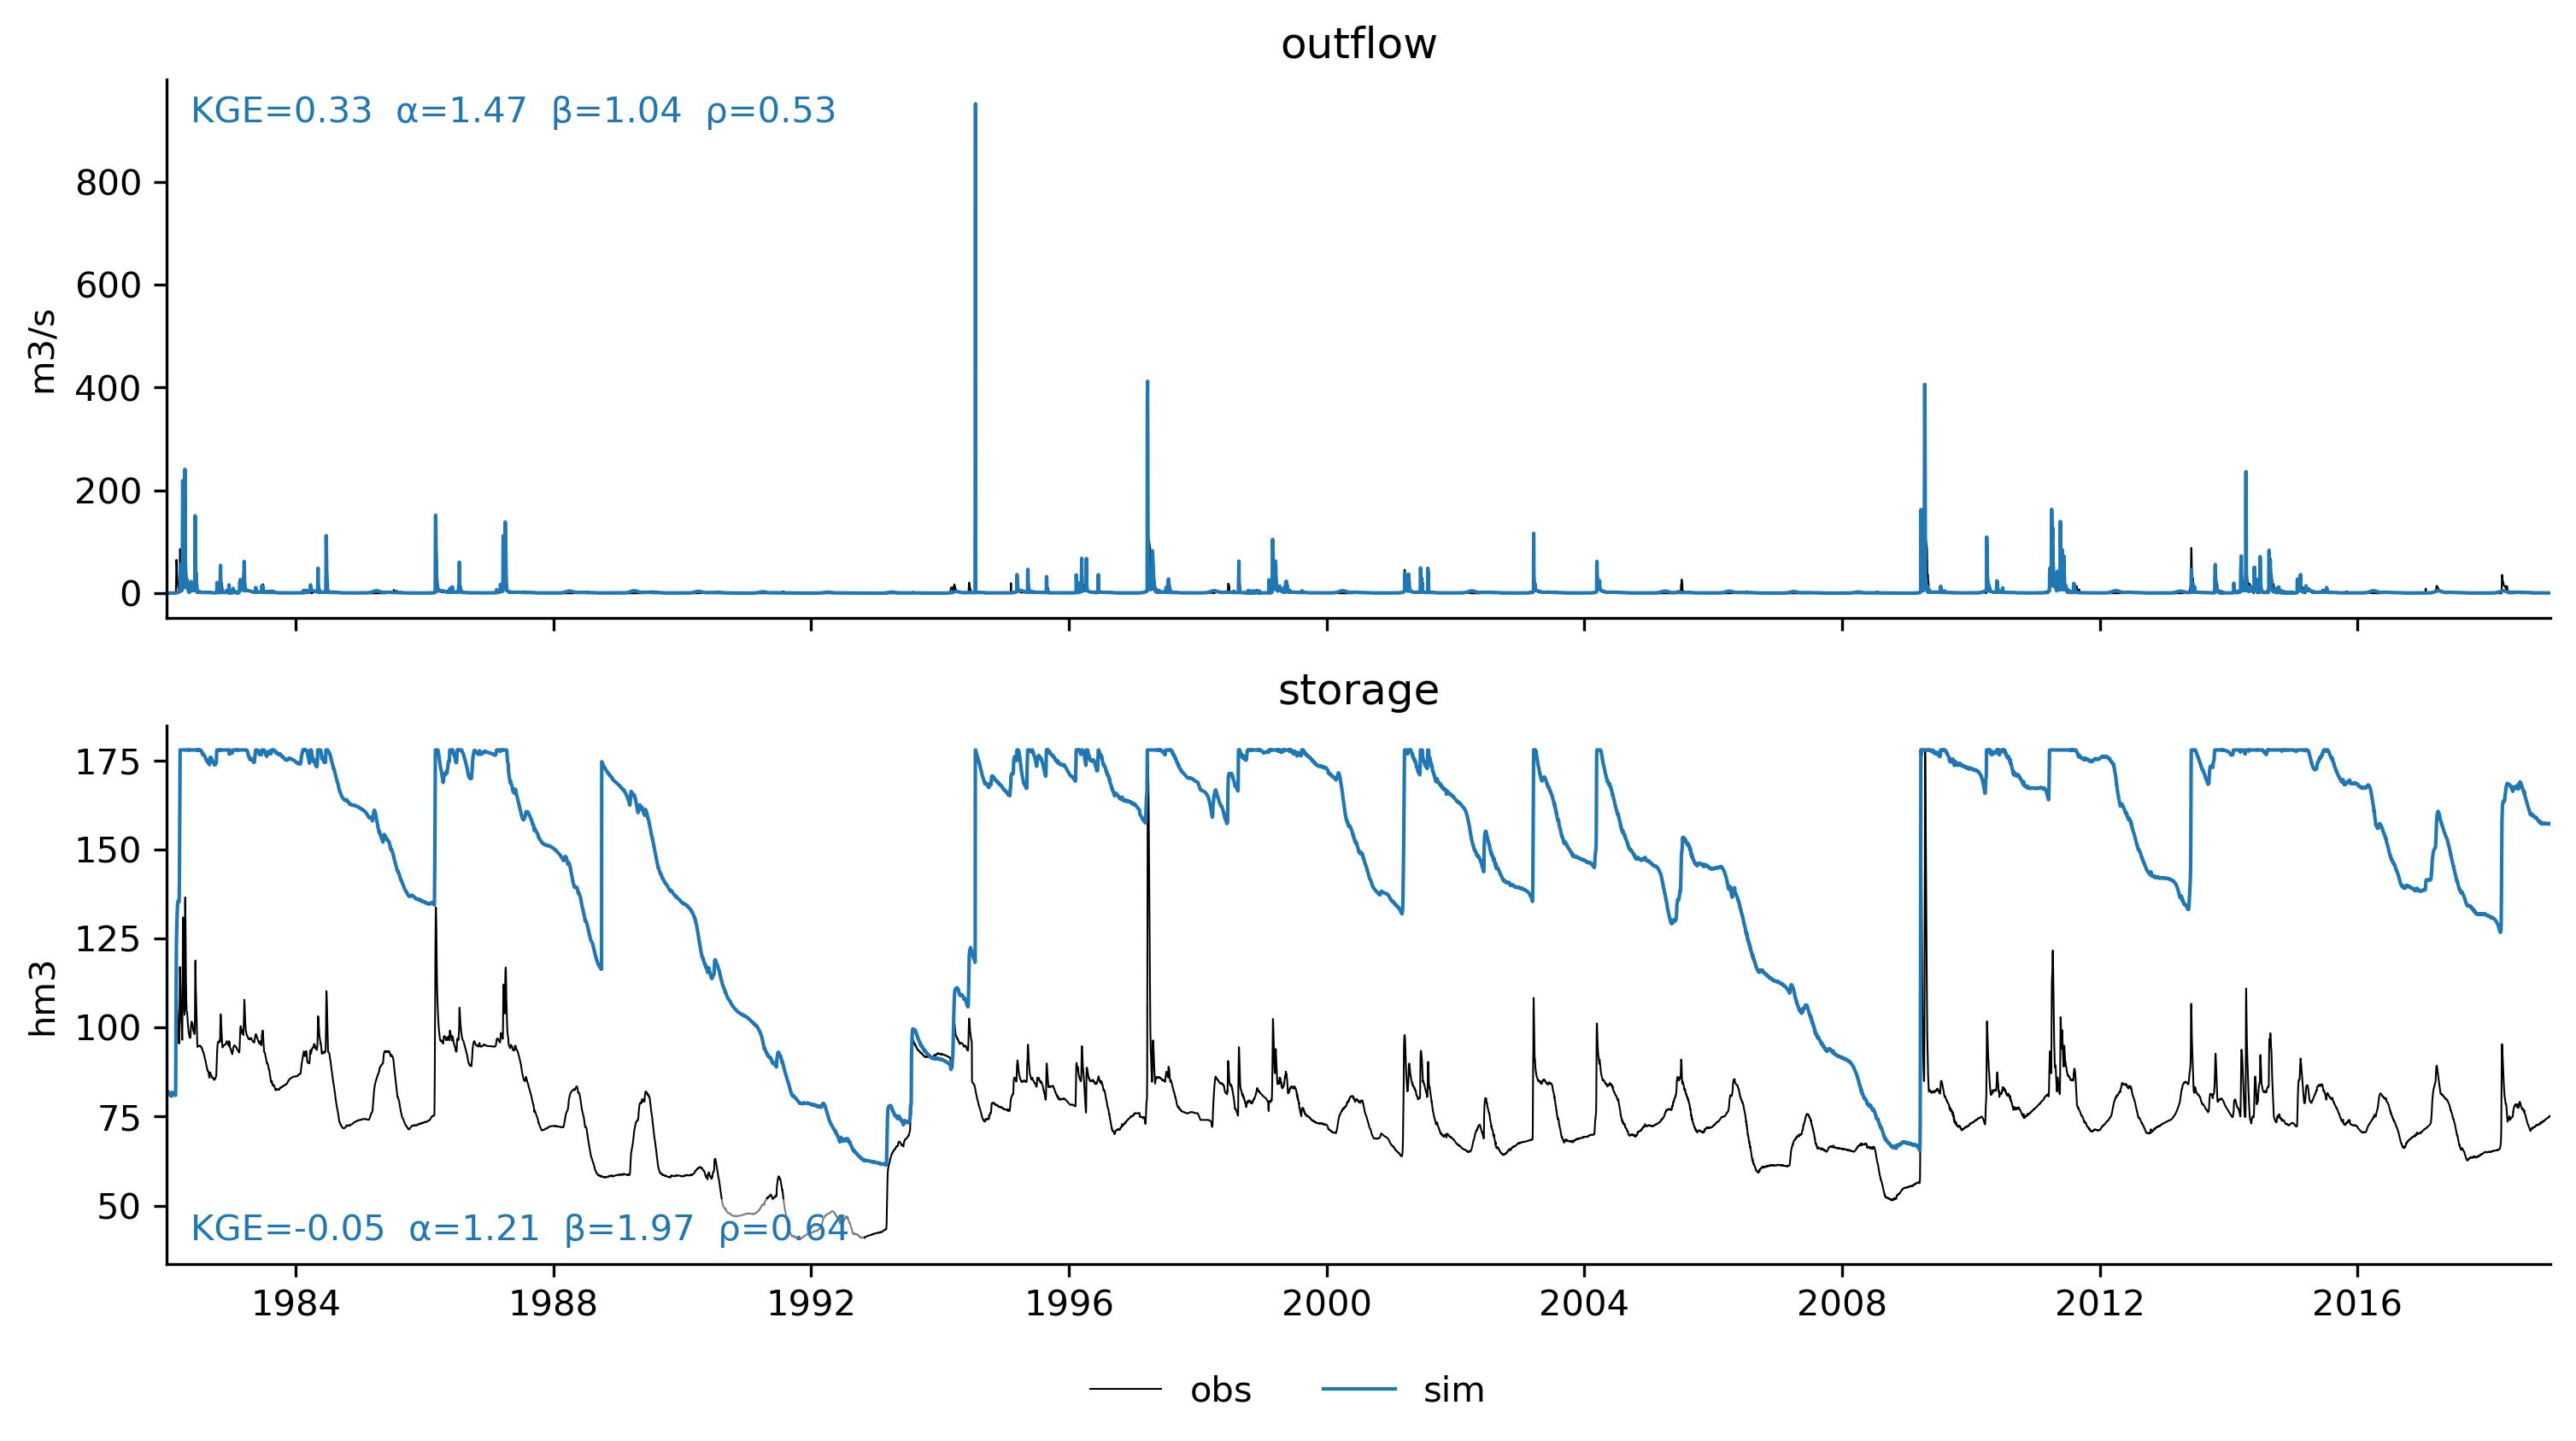 outflow
KGE=0.33 α=1.47 β=1.04 ρ=0.53
m3/s
800
600
400
200
0
storage
hm3
175
150
125
100
75
50
KGE=-0.05 α=1.21 β=1.97 ρ=0.64
1984 1988 1992 1996 2000 2004 2008 2012 2016
obs sim